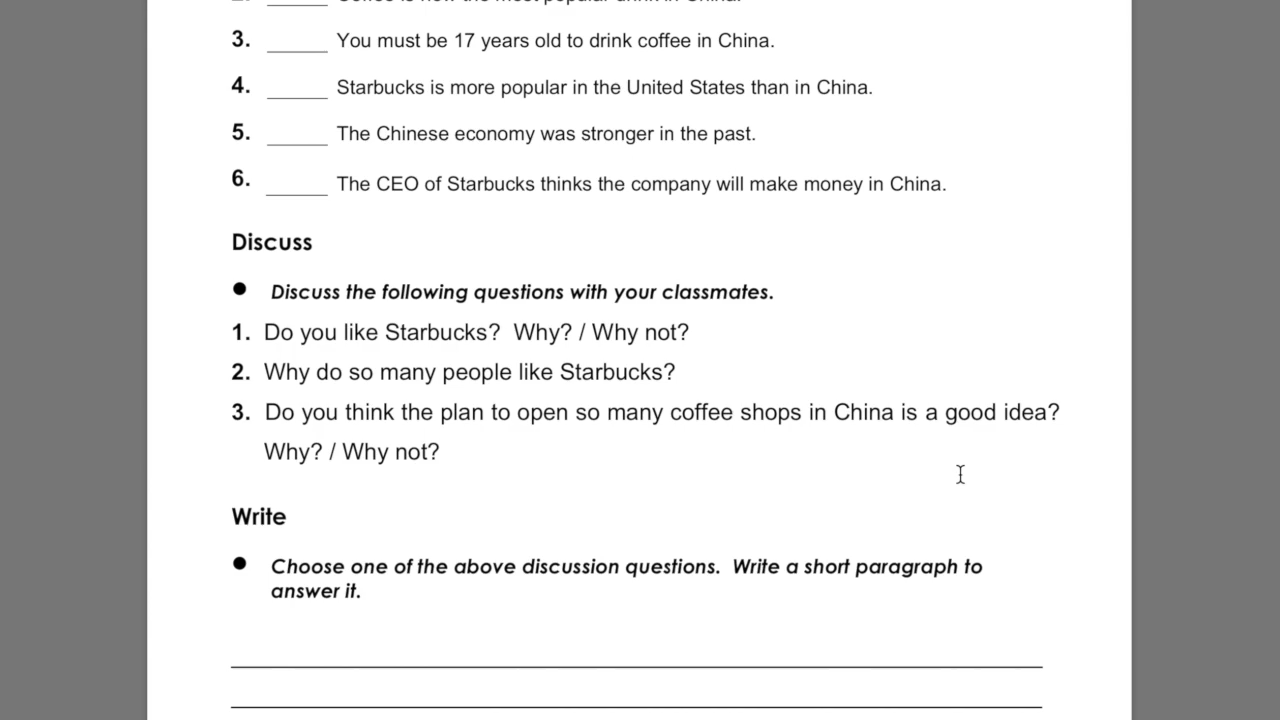 3. _____ You must be 17 years old to drink coffee in China.
4. _____ Starbucks is more popular in the United States than in China.
5. _____ The Chinese economy was stronger in the past.
6. _____ The CEO of Starbucks thinks the company will make money in China.
Discuss
● Discuss the following questions with your classmates.
1. Do you like Starbucks?  Why? / Why not?
2. Why do so many people like Starbucks?
3. Do you think the plan to open so many coffee shops in China is a good idea?
Why? / Why not?
Write
● Choose one of the above discussion questions.  Write a short paragraph to
answer it.